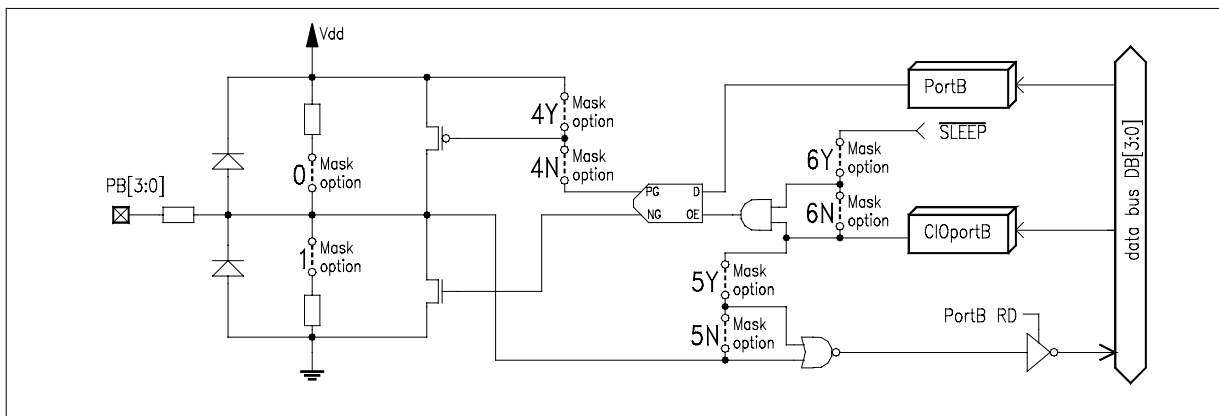 Vdd
PortB
4Y
Mask
option
SLEEP
4N
Mask
option
6Y
Mask
option
0
Mask
option
PB[3:0]
PG
D
NG
OE
6N
Mask
option
CIOportB
data bus DB[3:0]
1
Mask
option
5Y
Mask
option
5N
Mask
option
PortB RD